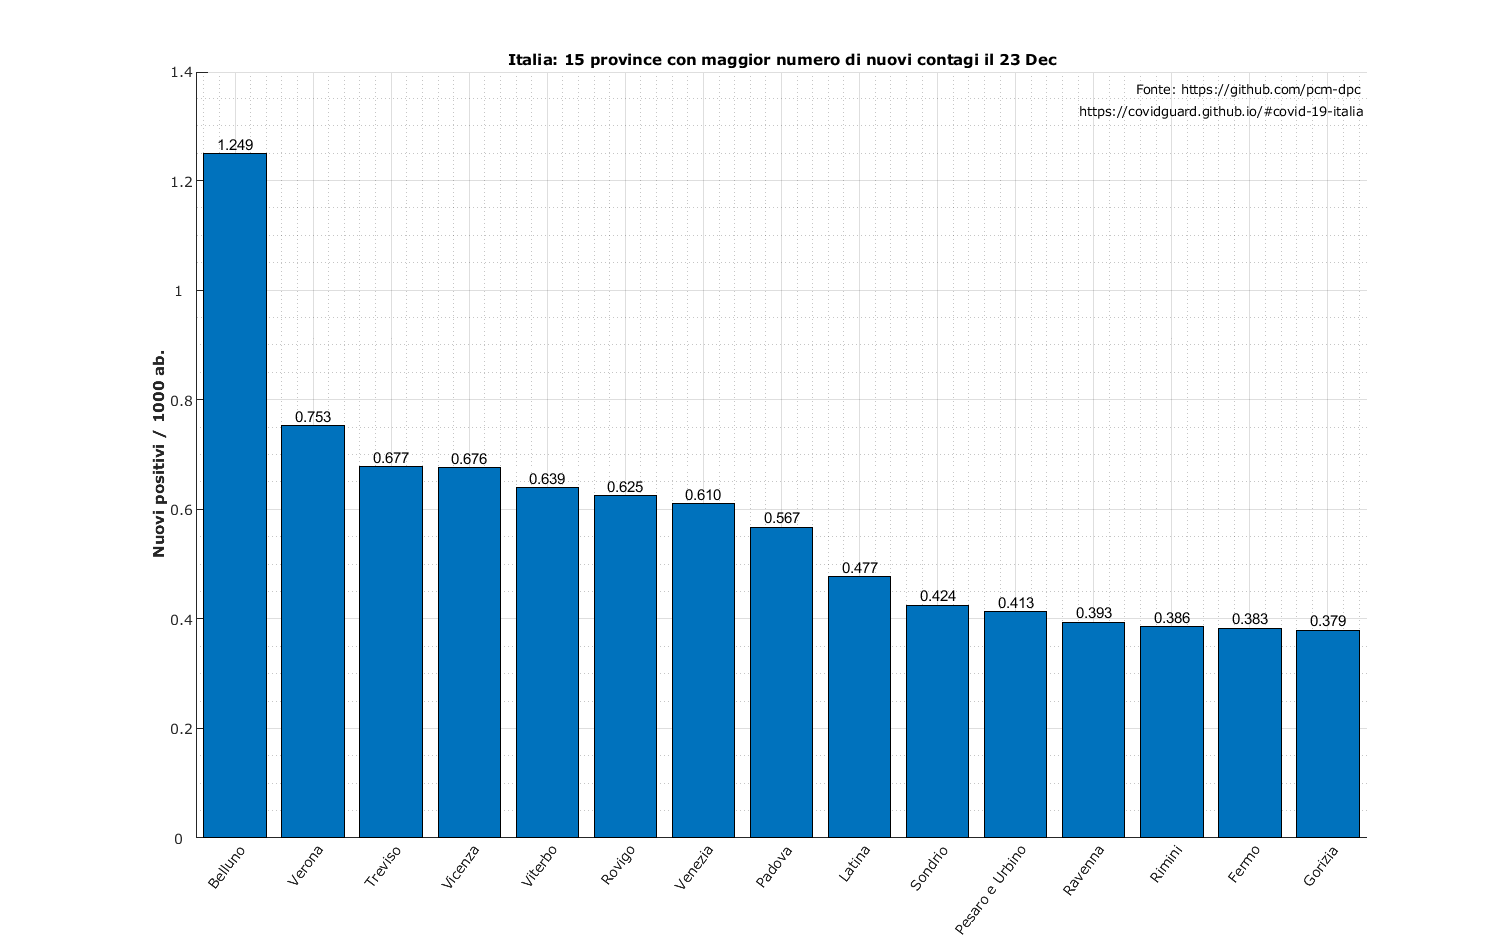 Italia: 15 province con maggior numero di nuovi contagi il 23 Dec
Fonte: https://github.com/pcm-dpc
https://covidguard.github.io/#covid-19-italia
Nuovi positivi / 1000 ab.
1.4
1.2
1
0.8
0.6
0.4
0.2
0
1.249
0.753
0.677
0.676
0.639
0.625
0.610
0.567
0.477
0.424
0.413
0.393
0.386
0.383
0.379
Belluno
Verona
Treviso
Vicenza
Viterbo
Rovigo
Venezia
Padova
Latina
Sondrio
Pesaro e Urbino
Ravenna
Rimini
Fermo
Gorizia